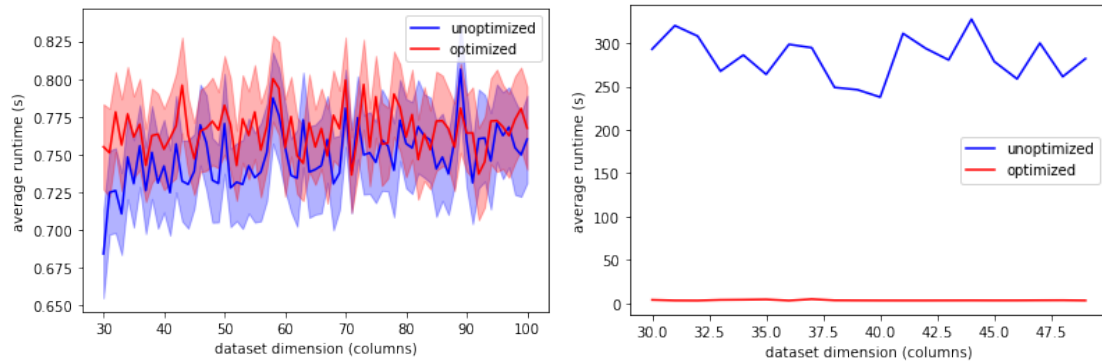 unoptimized
optimized
0.825
0.800
0.775
0.750
0.725
0.700
0.675
0.650
average runtime (s)
30 40 50 60 70 80 90 100
dataset dimension (columns)
300
250
200
150
100
50
0
average runtime (s)
unoptimized
optimized
30.0 32.5 35.0 37.5 40.0 42.5 45.0 47.5
dataset dimension (columns)